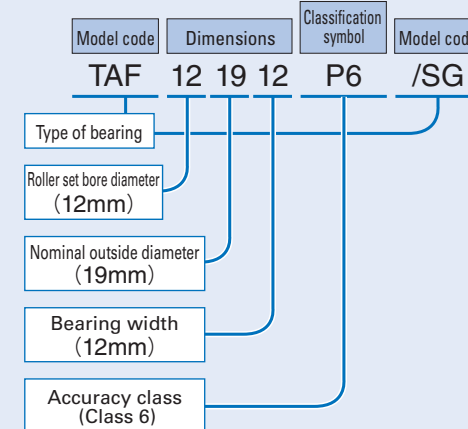 Model code
Dimensions
Classification
symbol
Model cod
TAF 12 19 12 P6 /SG
Type of bearing
Roller set bore diameter
(12mm)
Nominal outside diameter
(19mm)
Bearing width
(12mm)
Accuracy class
(Class 6)